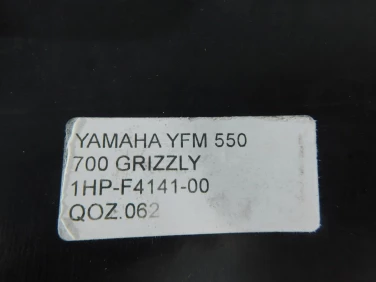 YAMAHA YFM 550
700 GRIZZLY
1HP-F4141-00
QOZ.062